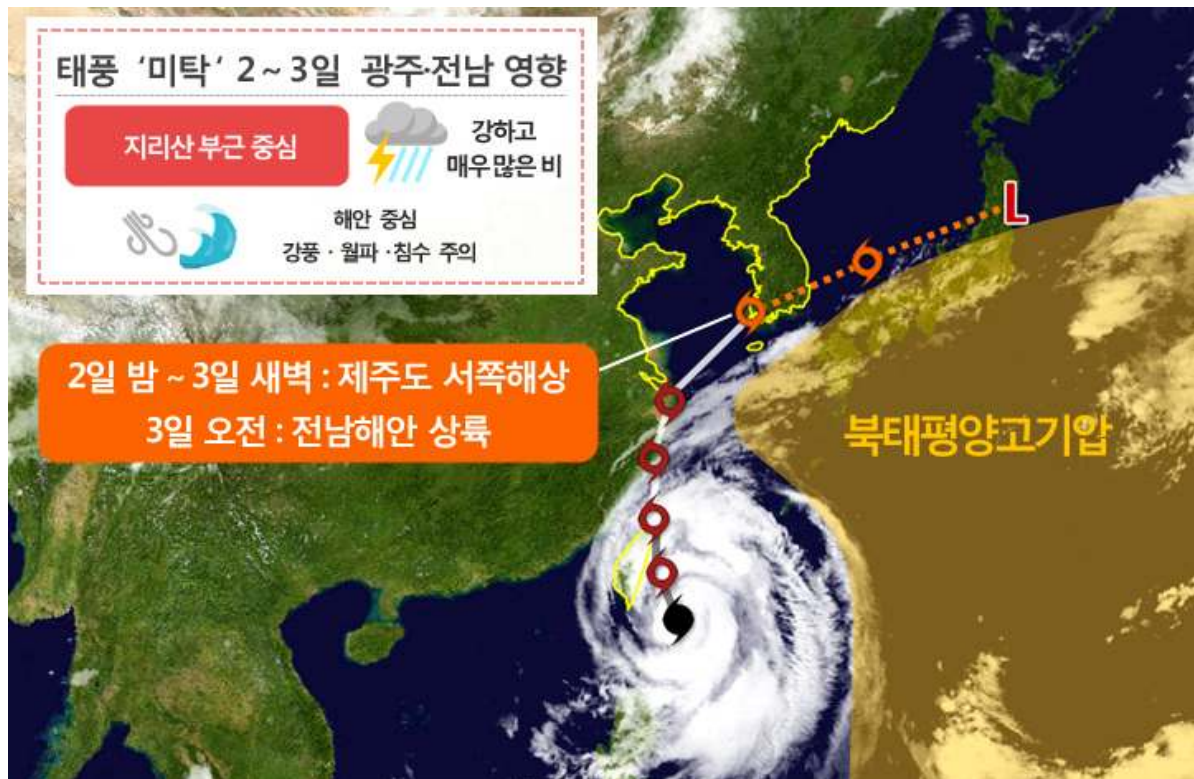 태풍 ‘미탁‘ 2~3일 광주·전남 영향
지리산 부근 중심
강하고
매우 많은 비
해안 중심
강풍 · 월파 · 침수 주의
L
2일 밤 ~ 3일 새벽 : 제주도 서쪽해상
3일 오전 : 전남해안 상륙
북태평양고기압